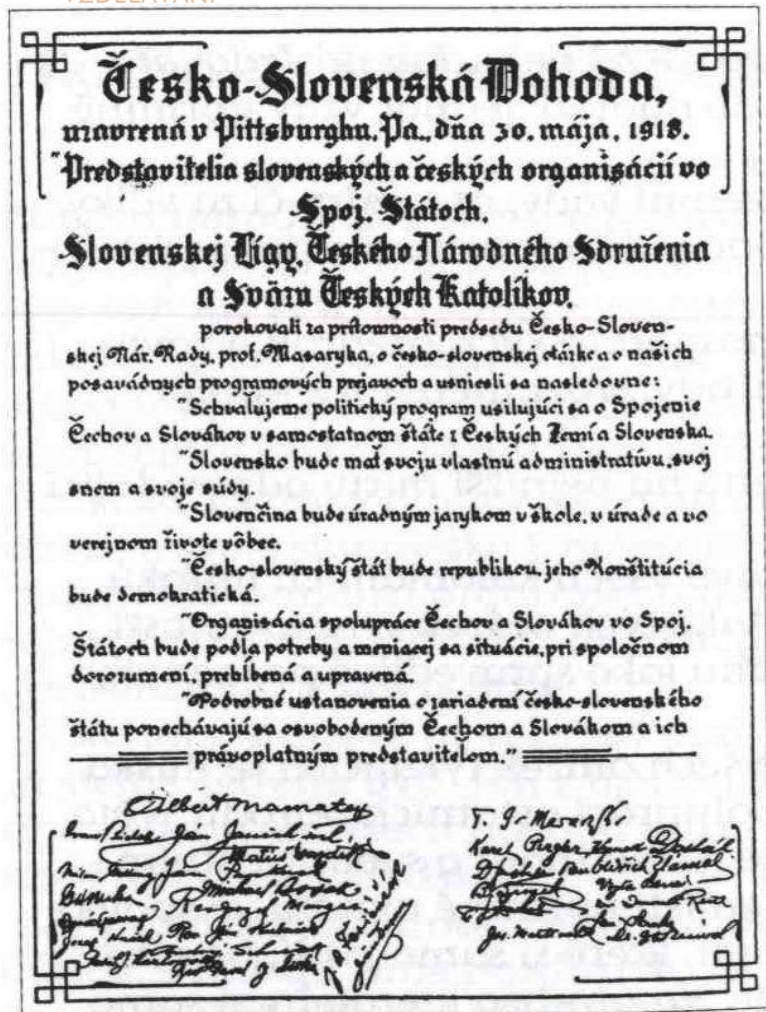 VZDĚLÁVÁNÍ
Česko-Slovenská Dohoda,
uzavrená v Pittsburghu, Pa., dňa 30. mája, 1918.
"Predstavitelia slovenských a českých organisácií vo
Spoj. Štátoch,
Slovenskej Ligy, Českého Národného Sdruženia
a Sväzu Českých Katolíkov,
porokovali za prítomnosti predsedu Česko-Sloven-
skej Nár. Rady, prof. Masaryka, o česko-slovenskej otázke a o našich
posavádnych programových prejavoch a usniesli sa nasledovne:
"Schvaľujeme politický program usilujúci sa o Spojenie
Čechov a Slovákov v samostatnom štáte z Českých Zemí a Slovenska.
"Slovensko bude mať svoju vlastnú administratívu, svoj
snem a svoje súdy.
"Slovenčina bude úradným jazykom v škole, v úrade a vo
verejnom živote vôbec.
"Česko-slovenský štát bude republikou, jeho Konštitúcia
bude demokratická.
"Organisácia spolupráce Čechov a Slovákov vo Spoj.
Štátoch bude podľa potreby a meniacej sa situácie, pri spoločnom
dorozumení, prehĺbená a upravená.
"Podrobné ustanovenia o zariadení česko-slovenského
štátu ponechávajú sa osvobodeným Čechom a Slovákom a ich
právoplatným predstaviteľom."
Albert Mamatey
T. G. Masaryk
Ján Janček
Karel Pergler